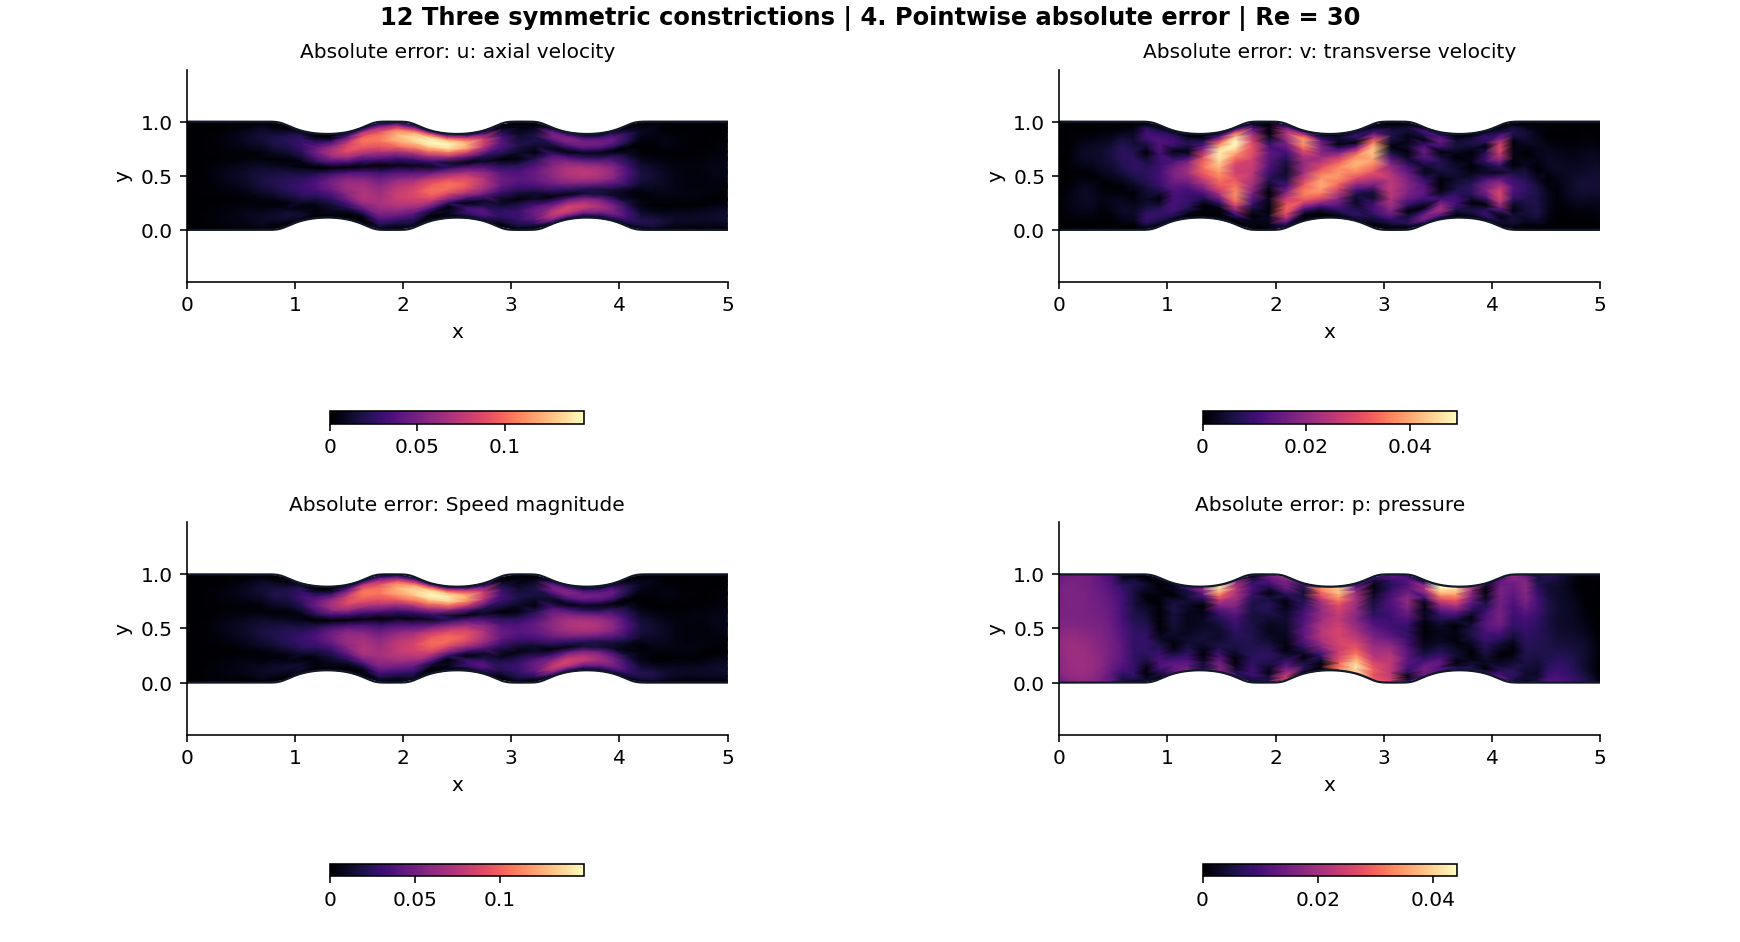 12 Three symmetric constrictions | 4. Pointwise absolute error | Re = 30
Absolute error: u: axial velocity
1.0
0.5
0.0
y
0 1 2 3 4 5
x
0 0.05 0.1
Absolute error: v: transverse velocity
1.0
0.5
0.0
y
0 1 2 3 4 5
x
0 0.02 0.04
Absolute error: Speed magnitude
1.0
0.5
0.0
y
0 1 2 3 4 5
x
0 0.05 0.1
Absolute error: p: pressure
1.0
0.5
0.0
y
0 1 2 3 4 5
x
0 0.02 0.04